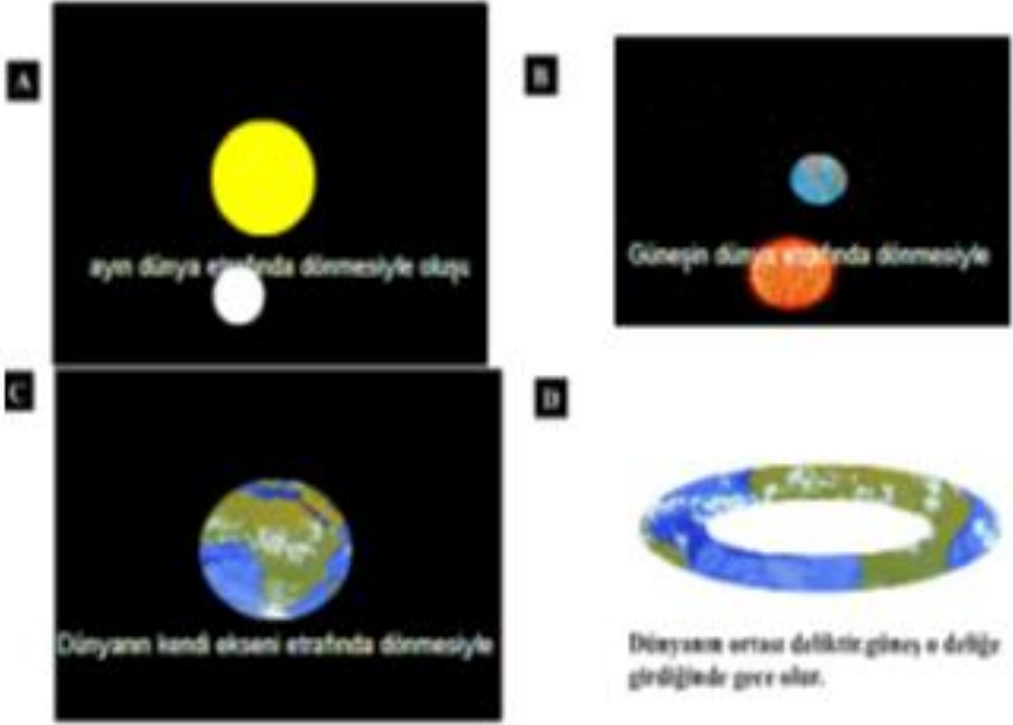 A
ayın dünya etrafında dönmesiyle oluşu
B
Güneşin dünya etrafında dönmesiyle
C
Dünyanın kendi ekseni etrafında dönmesiyle
D
Dünyanın ortası deliktir.güneş o deliğe
girdiğinde gece olur.